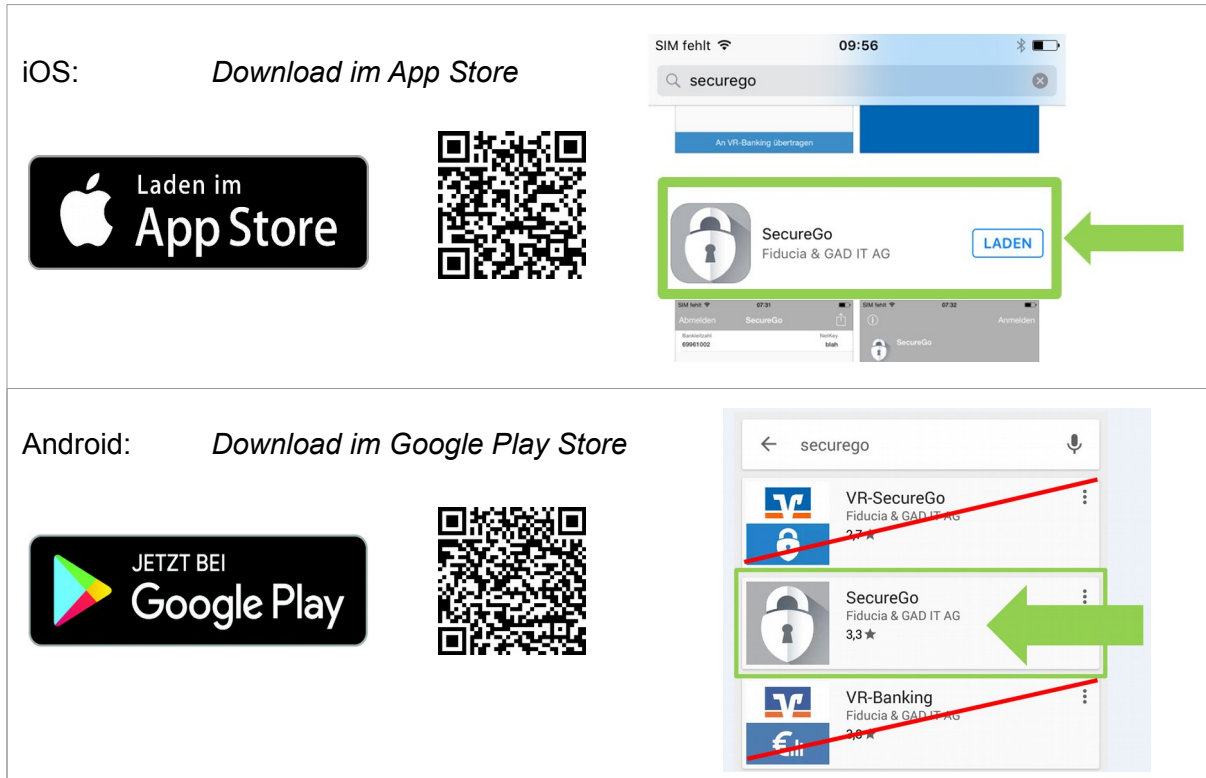 iOS: Download im App Store
Laden im
App Store
SIM fehlt 09:56
securego
An VR-Banking übertragen
SecureGo
Fiducia & GAD IT AG
LADEN
SIM fehlt 07:31
Abmelden SecureGo
Bankleitzahl NetKey
69961002 blah
SIM fehlt 07:32
Anmelden
SecureGo
Android: Download im Google Play Store
JETZT BEI
Google Play
securego
VR-SecureGo
Fiducia & GAD IT AG
2,7 ★
SecureGo
Fiducia & GAD IT AG
3,3 ★
VR-Banking
Fiducia & GAD IT AG